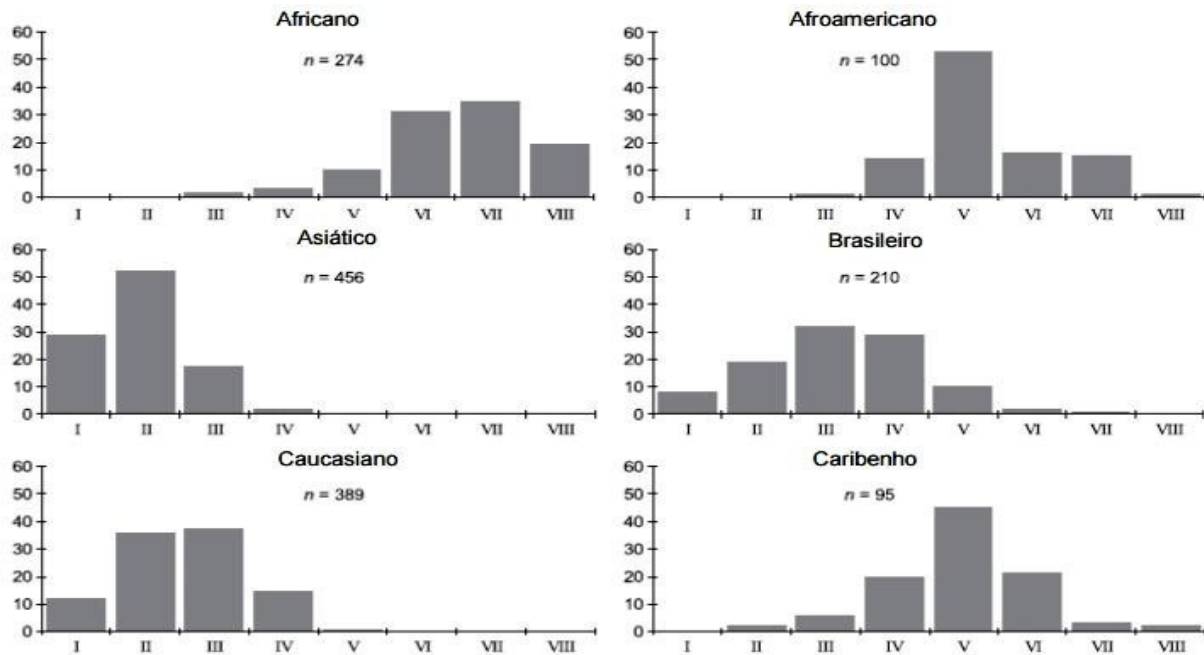 Africano
n = 274
60
50
40
30
20
10
0
I II III IV V VI VII VIII
Afroamericano
n = 100
60
50
40
30
20
10
0
I II III IV V VI VII VIII
Asiático
n = 456
60
50
40
30
20
10
0
I II III IV V VI VII VIII
Brasileiro
n = 210
60
50
40
30
20
10
0
I II III IV V VI VII VIII
Caucasiano
n = 389
60
50
40
30
20
10
0
I II III IV V VI VII VIII
Caribenho
n = 95
60
50
40
30
20
10
0
I II III IV V VI VII VIII